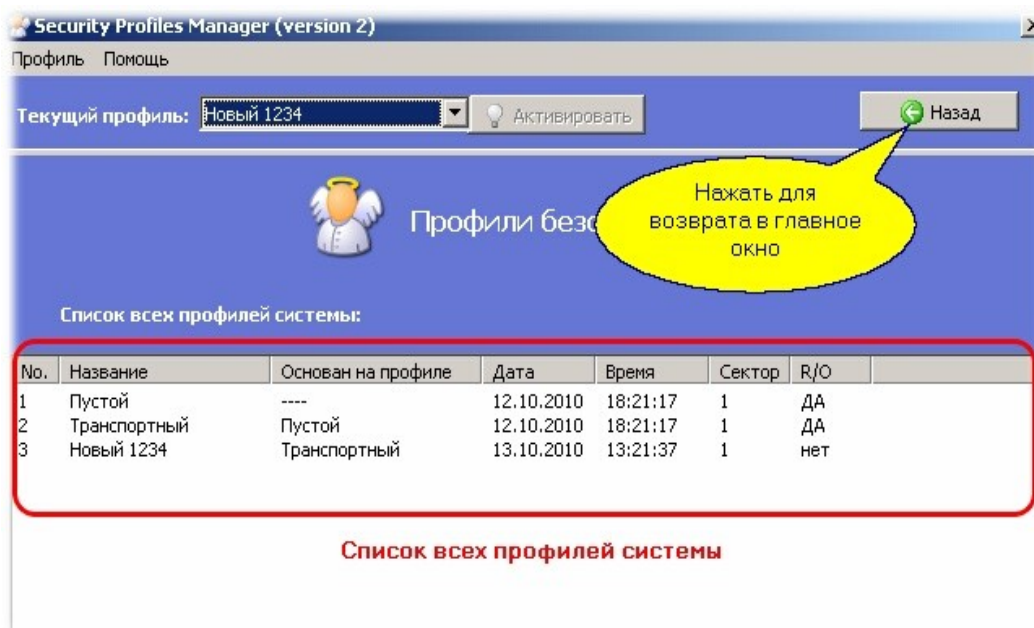 Security Profiles Manager (version 2)
Профиль Помощь
Текущий профиль: Новый 1234 Активировать Назад
Нажать для
возврата в главное
окно
Профили
Список всех профилей системы:
No. Название Основан на профиле Дата Время Сектор R/O
1 Пустой ---- 12.10.2010 18:21:17 1 ДА
2 Транспортный Пустой 12.10.2010 18:21:17 1 ДА
3 Новый 1234 Транспортный 13.10.2010 13:21:37 1 нет
Список всех профилей системы